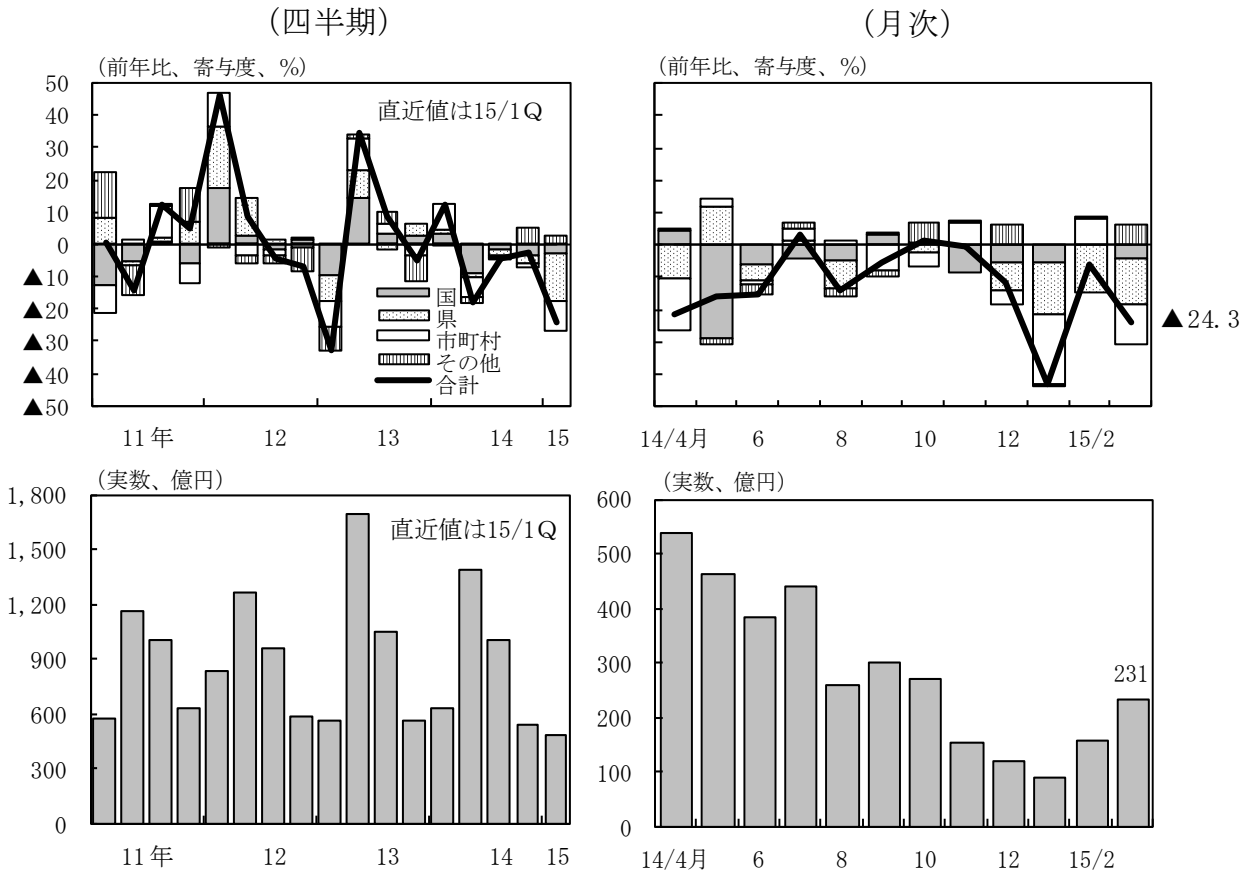 (四半期)
(前年比、寄与度、%)
50
40
30
20
10
0
▲10
▲20
▲30
▲40
▲50
直近値は15/1Q
国
県
市町村
その他
合計
11年 12 13 14 15
(月次)
(前年比、寄与度、%)
▲24.3
14/4月 6 8 10 12 15/2
(実数、億円)
1,800
1,500
1,200
900
600
300
0
直近値は15/1Q
11年 12 13 14 15
(実数、億円)
600
500
400
300
200
100
0
231
14/4月 6 8 10 12 15/2